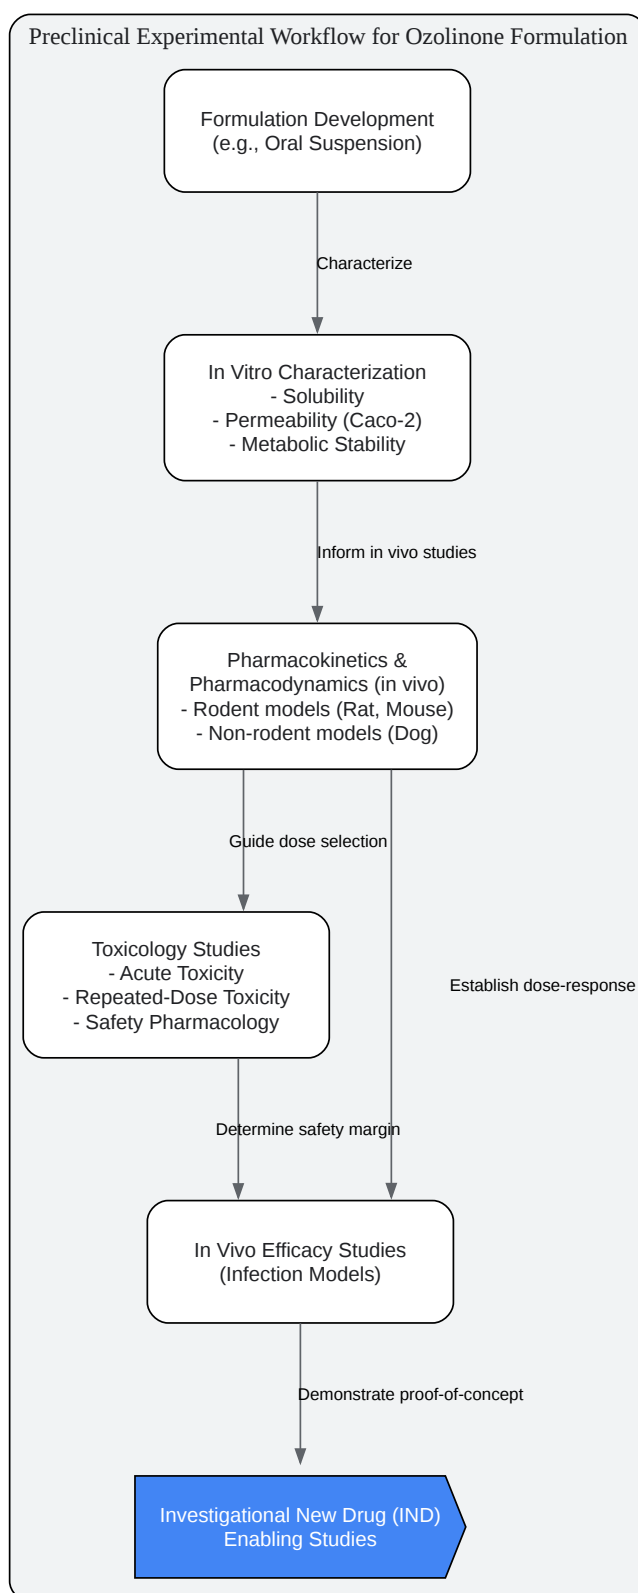 Preclinical Experimental Workflow for Ozolinone Formulation
Formulation Development
(e.g., Oral Suspension)
Characterize
In Vitro Characterization
- Solubility
- Permeability (Caco-2)
- Metabolic Stability
Inform in vivo studies
Pharmacokinetics &
Pharmacodynamics (in vivo)
- Rodent models (Rat, Mouse)
- Non-rodent models (Dog)
Guide dose selection
Toxicology Studies
- Acute Toxicity
- Repeated-Dose Toxicity
- Safety Pharmacology
Establish dose-response
Determine safety margin
In Vivo Efficacy Studies
(Infection Models)
Demonstrate proof-of-concept
Investigational New Drug (IND)
Enabling Studies